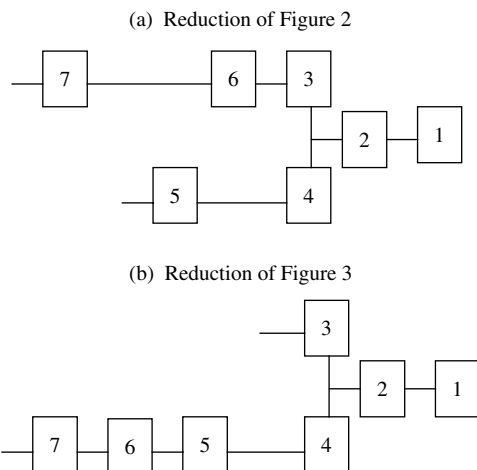 (a) Reduction of Figure 2
7 6 3
2 1
5 4
(b) Reduction of Figure 3
3
2 1
7 6 5 4